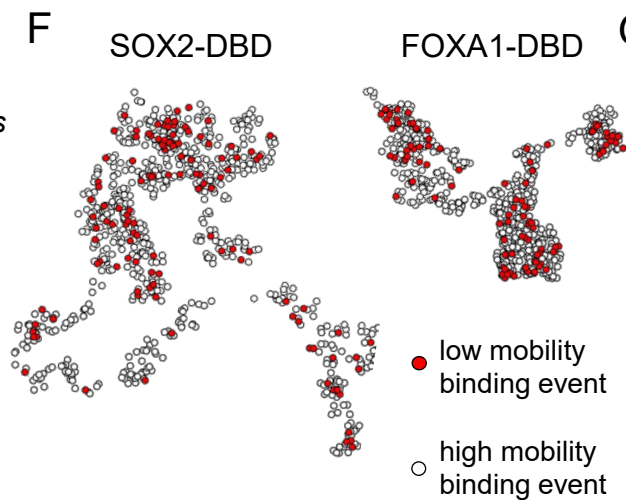 F
SOX2-DBD
FOXA1-DBD
s
low mobility
binding event
high mobility
binding event